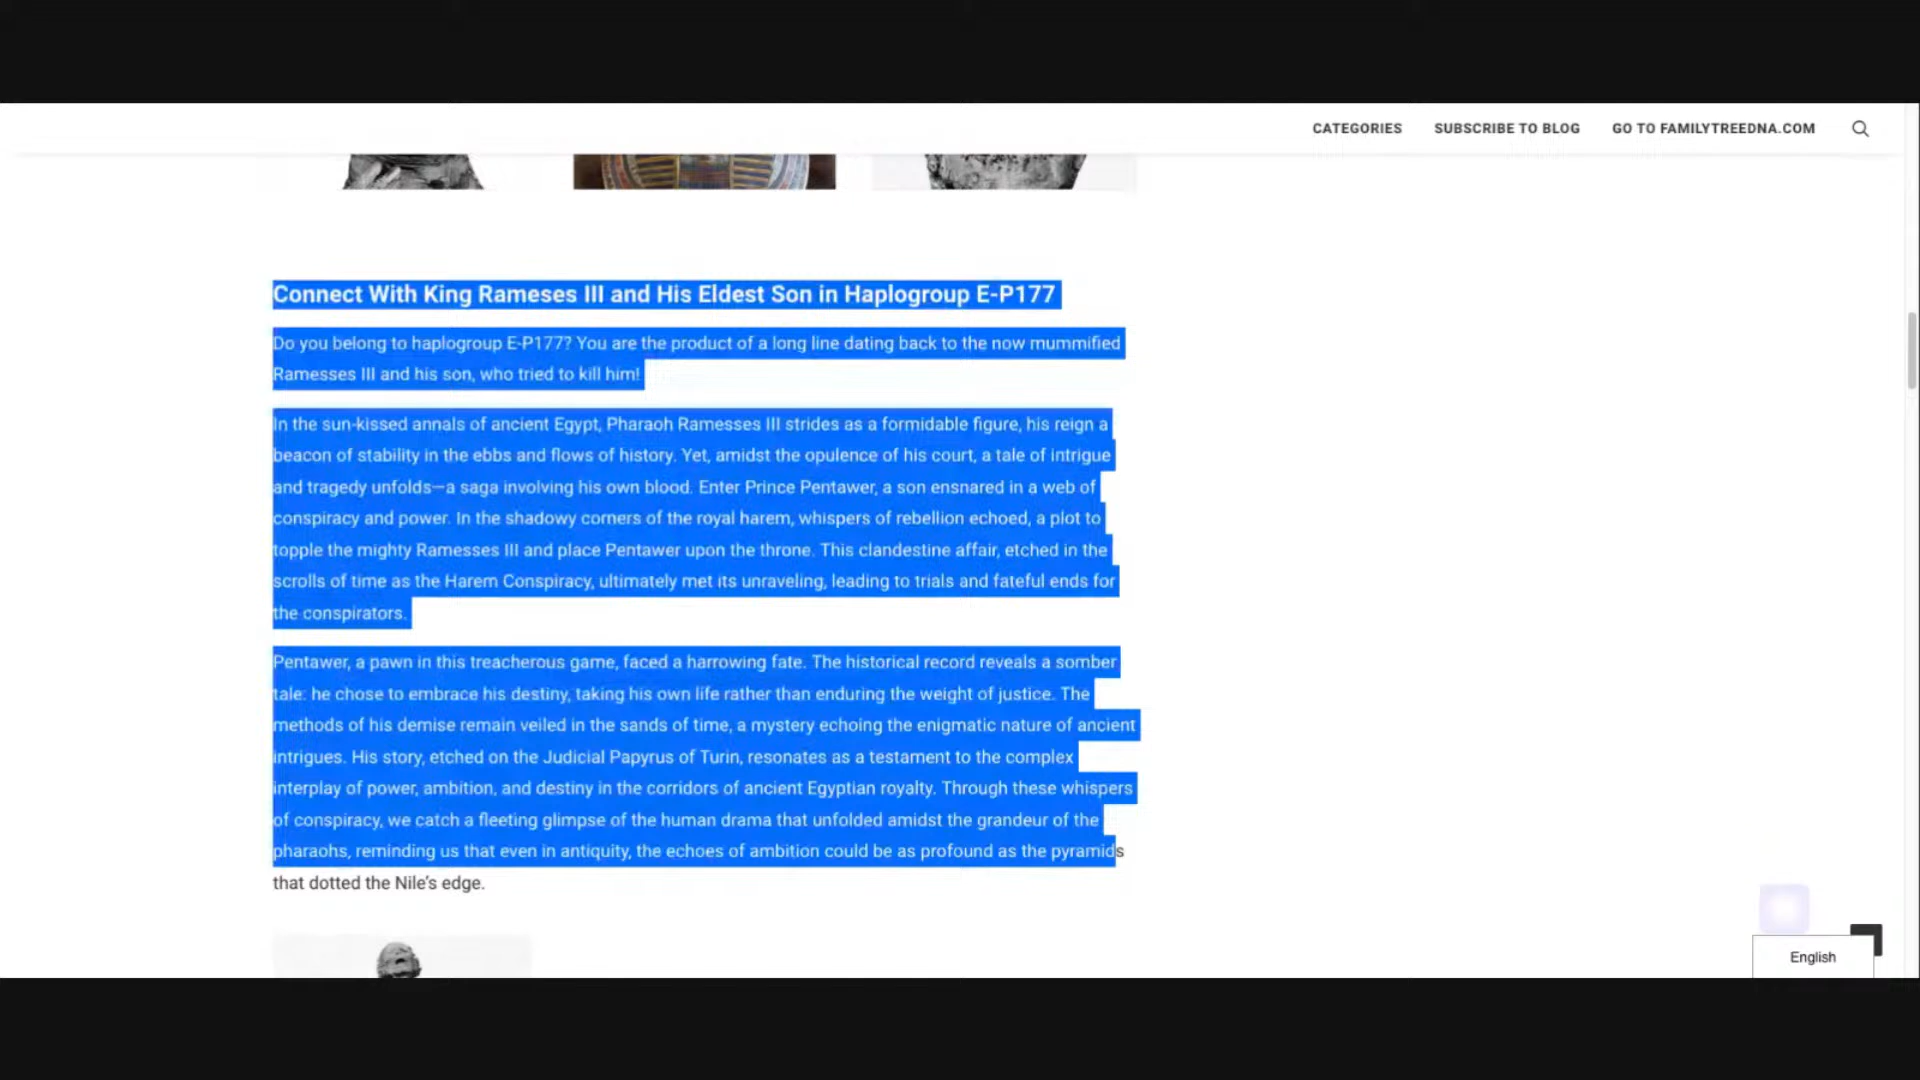 CATEGORIES SUBSCRIBE TO BLOG GO TO FAMILYTREEDNA.COM
Connect With King Rameses III and His Eldest Son in Haplogroup E-P177
Do you belong to haplogroup E-P177? You are the product of a long line dating back to the now mummified
Ramesses III and his son, who tried to kill him!
In the sun-kissed annals of ancient Egypt, Pharaoh Ramesses III strides as a formidable figure, his reign a
beacon of stability in the ebbs and flows of history. Yet, amidst the opulence of his court, a tale of intrigue
and tragedy unfolds—a saga involving his own blood. Enter Prince Pentawer, a son ensnared in a web of
conspiracy and power. In the shadowy corners of the royal harem, whispers of rebellion echoed, a plot to
topple the mighty Ramesses III and place Pentawer upon the throne. This clandestine affair, etched in the
scrolls of time as the Harem Conspiracy, ultimately met its unraveling, leading to trials and fateful ends for
the conspirators.
Pentawer, a pawn in this treacherous game, faced a harrowing fate. The historical record reveals a somber
tale: he chose to embrace his destiny, taking his own life rather than enduring the weight of justice. The
methods of his demise remain veiled in the sands of time, a mystery echoing the enigmatic nature of ancient
intrigues. His story, etched on the Judicial Papyrus of Turin, resonates as a testament to the complex
interplay of power, ambition, and destiny in the corridors of ancient Egyptian royalty. Through these whispers
of conspiracy, we catch a fleeting glimpse of the human drama that unfolded amidst the grandeur of the
pharaohs, reminding us that even in antiquity, the echoes of ambition could be as profound as the pyramids
that dotted the Nile's edge.
English